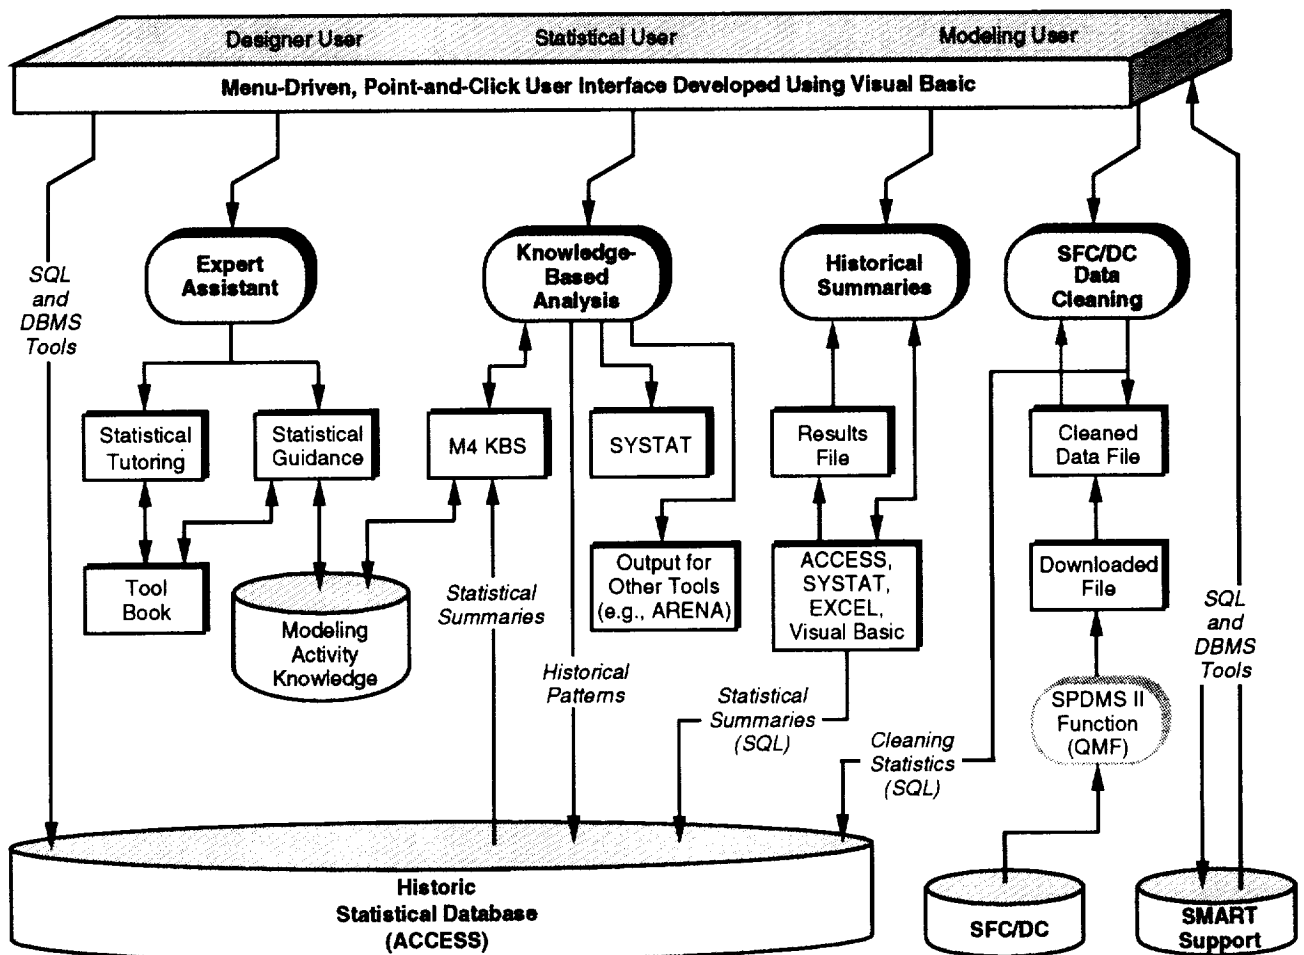 Designer User
Statistical User
Modeling User
Menu-Driven, Point-and-Click User Interface Developed Using Visual Basic
SQL
and
DBMS
Tools
Expert
Assistant
Knowledge-
Based
Analysis
Historical
Summaries
SFC/DC
Data
Cleaning
Statistical
Tutoring
Statistical
Guidance
M4 KBS
SYSTAT
Results
File
Cleaned
Data File
Tool
Book
Modeling
Activity
Knowledge
Statistical
Summaries
Output for
Other Tools
(e.g., ARENA)
ACCESS,
SYSTAT,
EXCEL,
Visual Basic
Downloaded
File
SQL
and
DBMS
Tools
Historical
Patterns
Statistical
Summaries
(SQL)
Cleaning
Statistics
(SQL)
SPDMS II
Function
(QMF)
Historic
Statistical Database
(ACCESS)
SFC/DC
SMART
Support